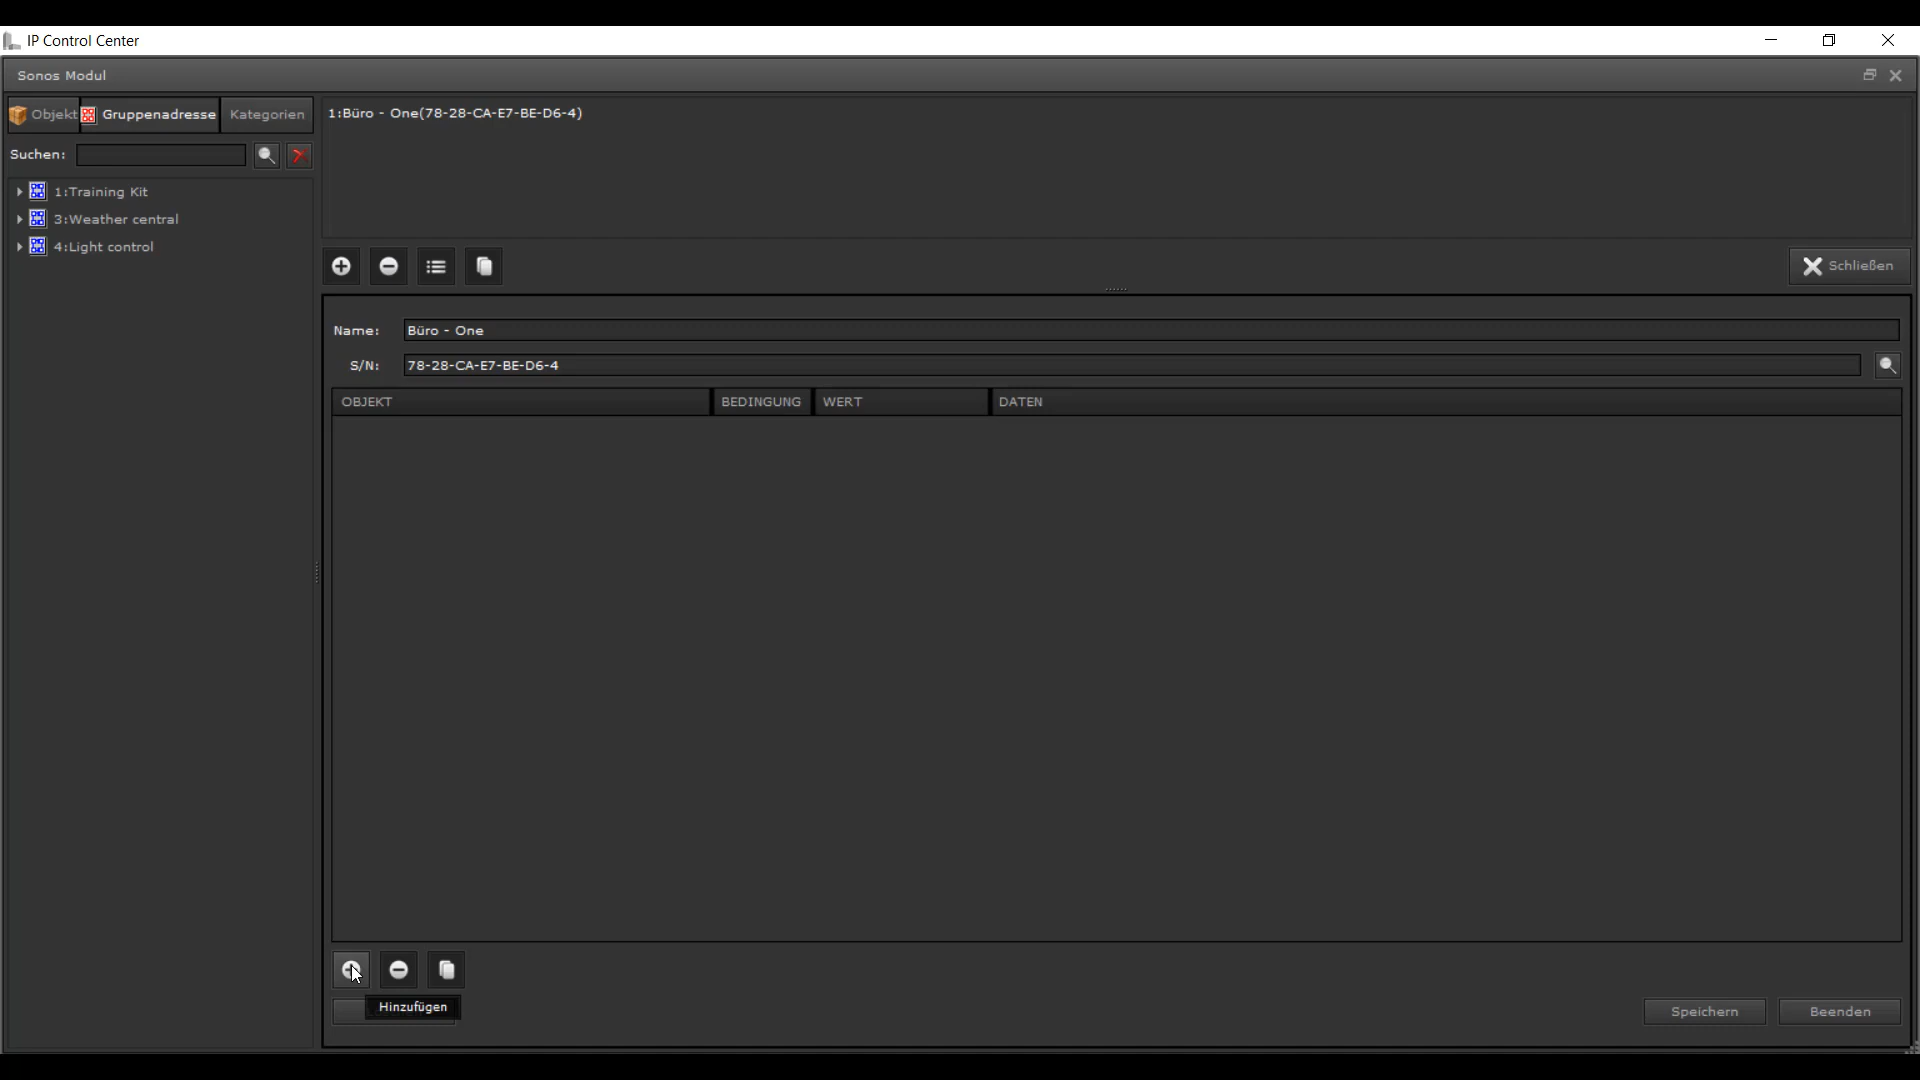 IP Control Center
Sonos Modul
Objekt Gruppenadresse Kategorien
Suchen:
1:Training Kit
3:Weather central
4:Light control
1:Büro - One(78-28-CA-E7-BE-D6-4)
Schließen
Name: Büro - One
S/N: 78-28-CA-E7-BE-D6-4
OBJEKT BEDINGUNG WERT DATEN
Hinzufügen
Speichern Beenden